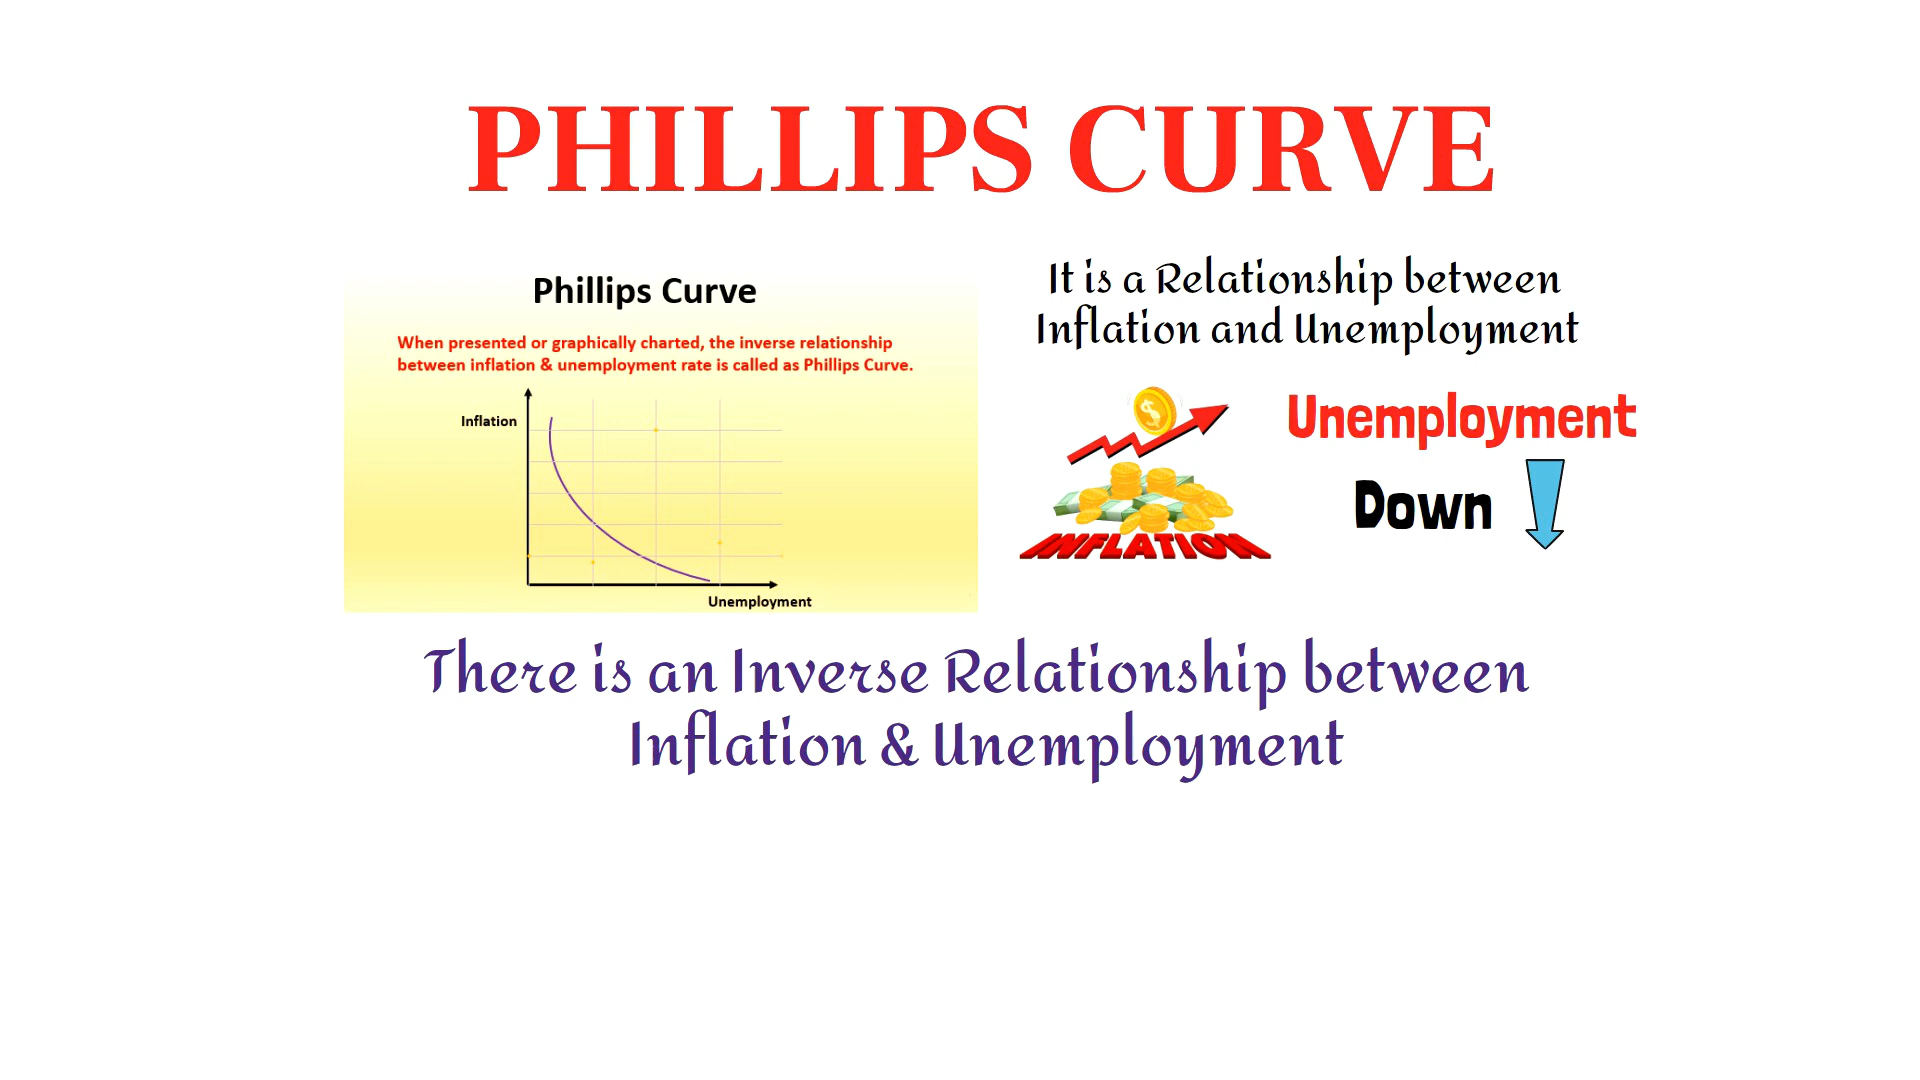 PHILLIPS CURVE
Phillips Curve
When presented or graphically charted, the inverse relationship
between inflation & unemployment rate is called as Phillips Curve.
Inflation
Unemployment
It is a Relationship between
Inflation and Unemployment
INFLATION
Unemployment
Down
There is an Inverse Relationship between
Inflation & Unemployment